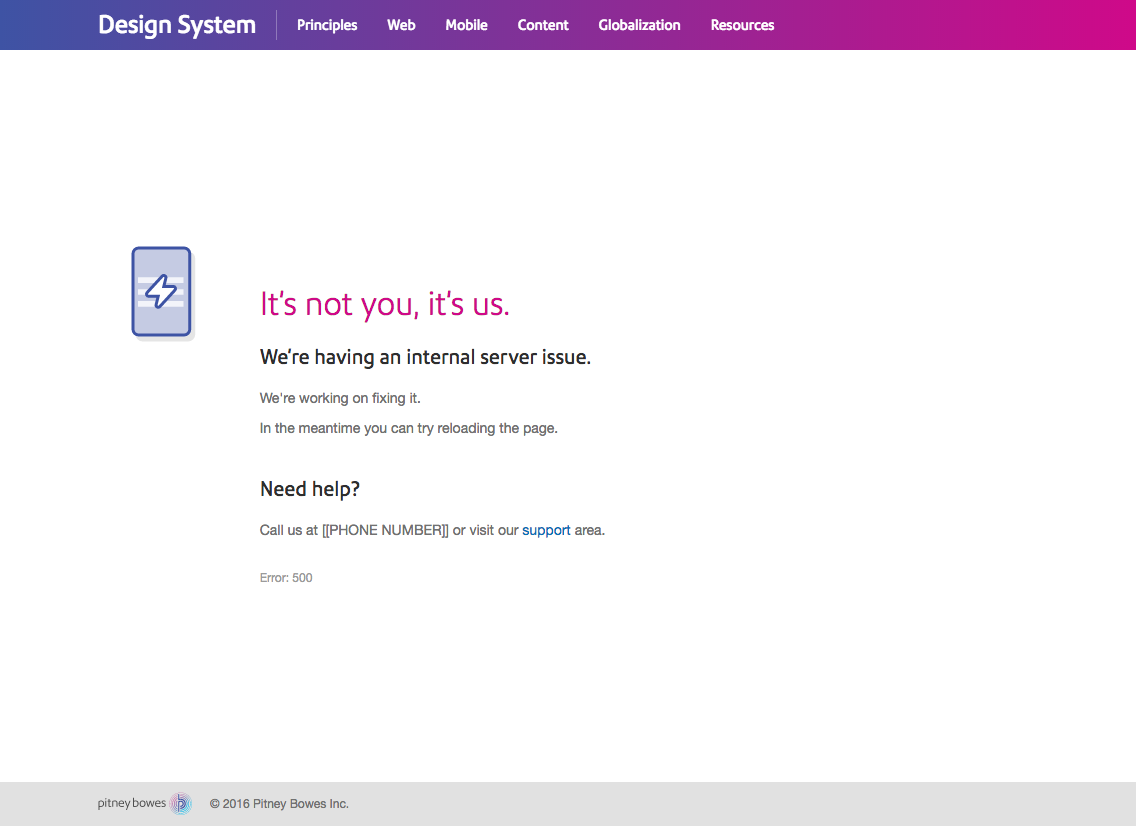 Design System
Principles
Web
Mobile
Content
Globalization
Resources
It's not you, it's us.
We're having an internal server issue.
We're working on fixing it.
In the meantime you can try reloading the page.
Need help?
Call us at [[PHONE NUMBER]] or visit our support area.
Error: 500
pitney bowes
© 2016 Pitney Bowes Inc.